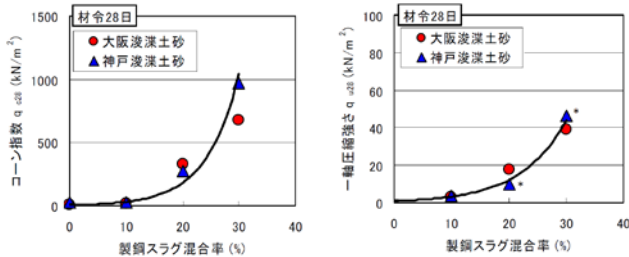 材令28日
大阪浚渫土砂
神戸浚渫土砂
コーン指数 q c28 (kN/m²)
1500
1000
500
0
0
10
20
30
40
製鋼スラグ混合率(%)
材令28日
大阪浚渫土砂
神戸浚渫土砂
一軸圧縮強さ q u28 (kN/m²)
100
80
60
40
20
0
*
*
0
10
20
30
40
製鋼スラグ混合率(%)